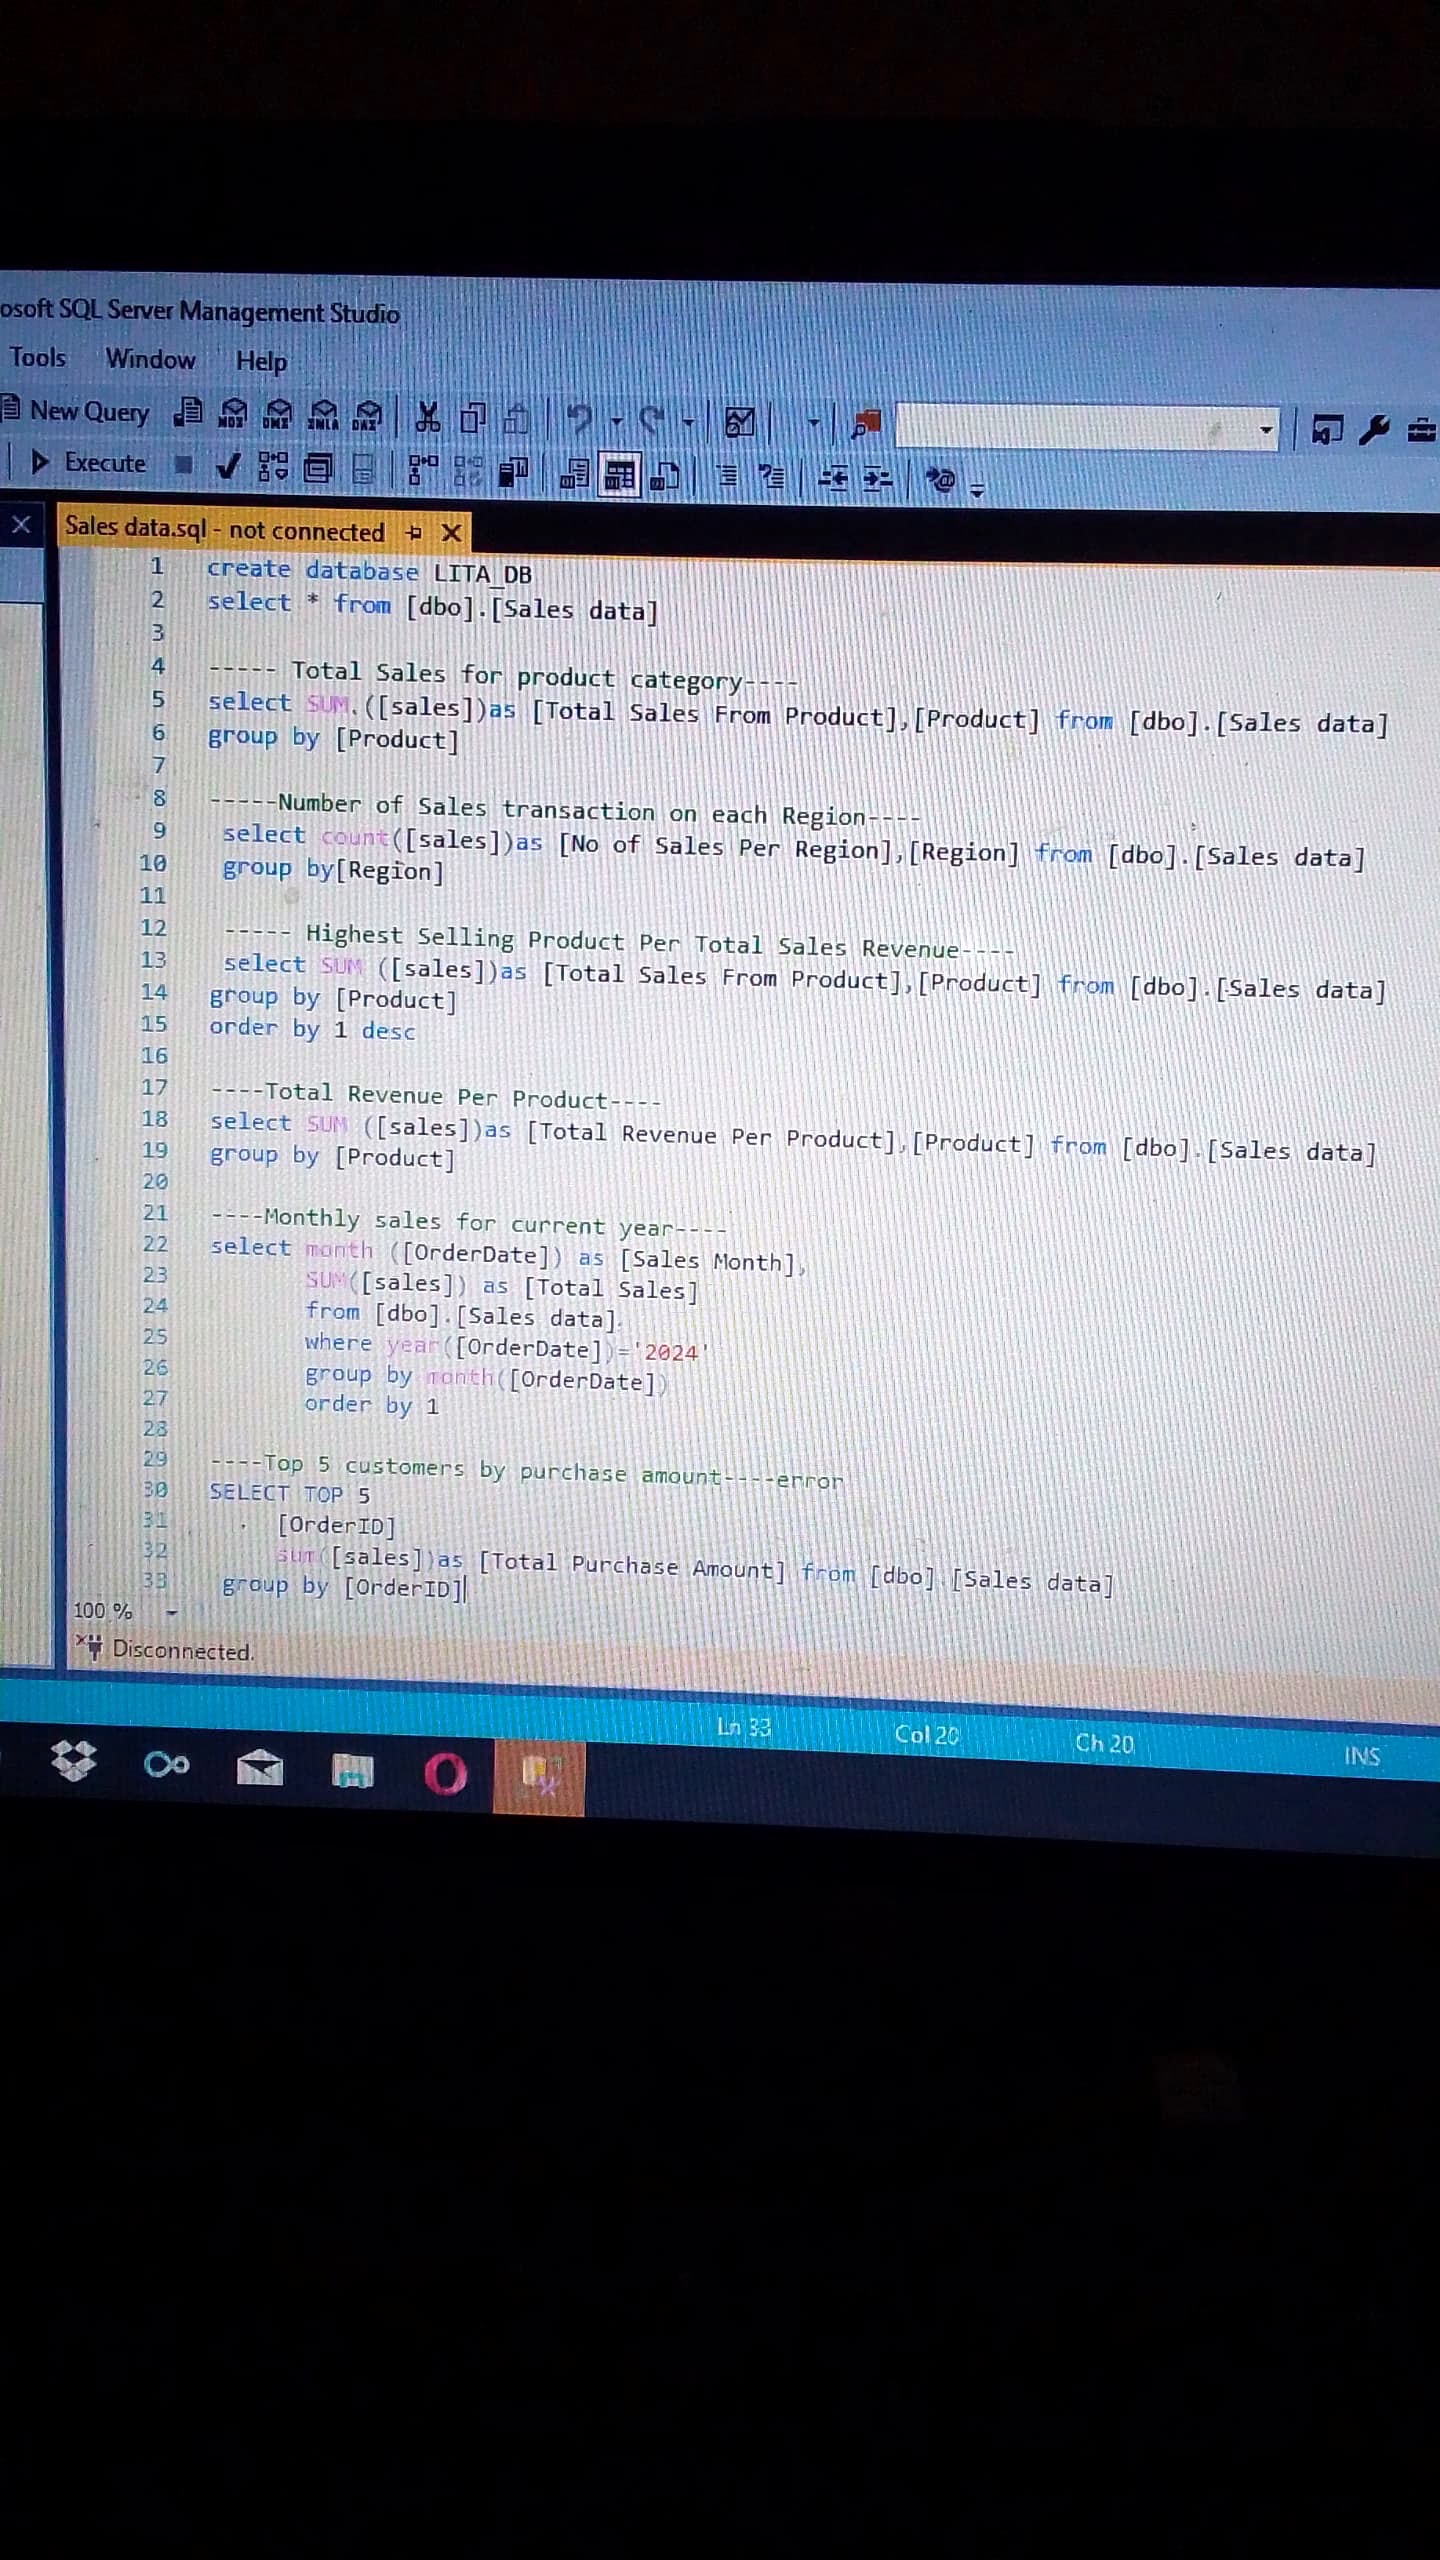 osoft SQL Server Management Studio
Tools Window Help
New Query MDX DMX XMLA DAX
Execute
Sales data.sql - not connected
1 create database LITA_DB
2 select * from [dbo].[Sales data]
3
4 ----- Total Sales for product category----
5 select SUM.([sales])as [Total Sales From Product],[Product] from [dbo].[Sales data]
6 group by [Product]
7
8 -----Number of Sales transaction on each Region----
9 select count([sales])as [No of Sales Per Region],[Region] from [dbo].[Sales data]
10 group by[Region]
11
12 ----- Highest Selling Product Per Total Sales Revenue----
13 select SUM ([sales])as [Total Sales From Product],[Product] from [dbo].[Sales data]
14 group by [Product]
15 order by 1 desc
16
17 ----Total Revenue Per Product----
18 select SUM ([sales])as [Total Revenue Per Product],[Product] from [dbo].[Sales data]
19 group by [Product]
20
21 ----Monthly sales for current year----
22 select month ([OrderDate]) as [Sales Month],
23 SUM([sales]) as [Total Sales]
24 from [dbo].[Sales data]
25 where year([OrderDate])='2024'
26 group by month([OrderDate])
27 order by 1
28
29 ----Top 5 customers by purchase amount----error
30 SELECT TOP 5
31 [OrderID]
32 sum([sales])as [Total Purchase Amount] from [dbo].[Sales data]
33 group by [OrderID]
100 %
Disconnected.
Ln 33 Col 20 Ch 20 INS